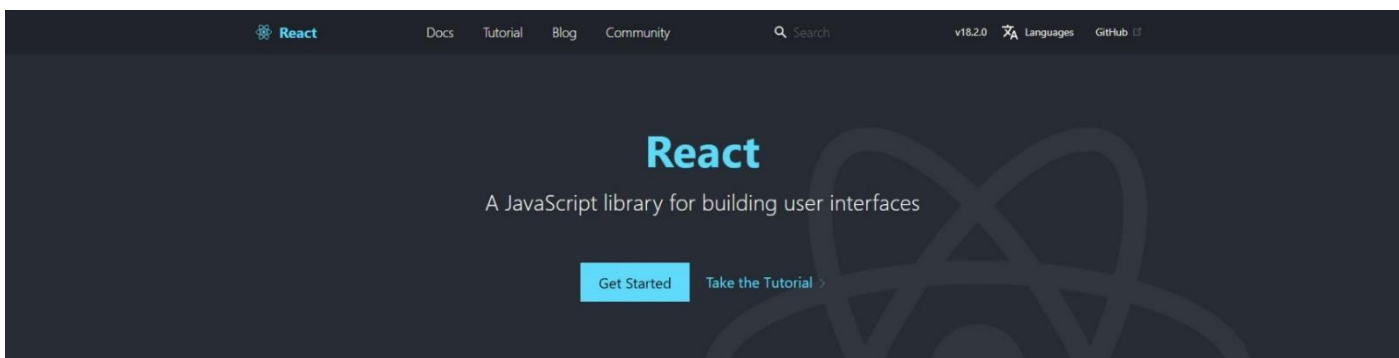 React Docs Tutorial Blog Community Search v18.2.0 Languages GitHub
React
A JavaScript library for building user interfaces
Get Started Take the Tutorial